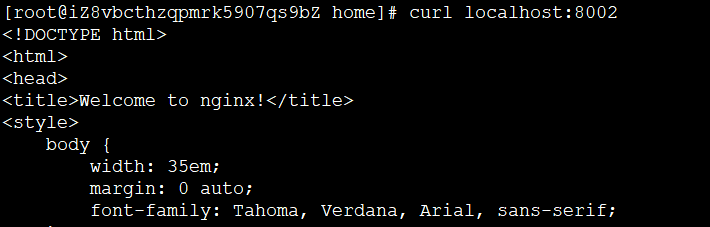 [root@iZ8vbcthzqpmrk5907qs9bZ home]# curl localhost:8002
<!DOCTYPE html>
<html>
<head>
<title>Welcome to nginx!</title>
<style>
    body {
        width: 35em;
        margin: 0 auto;
        font-family: Tahoma, Verdana, Arial, sans-serif;